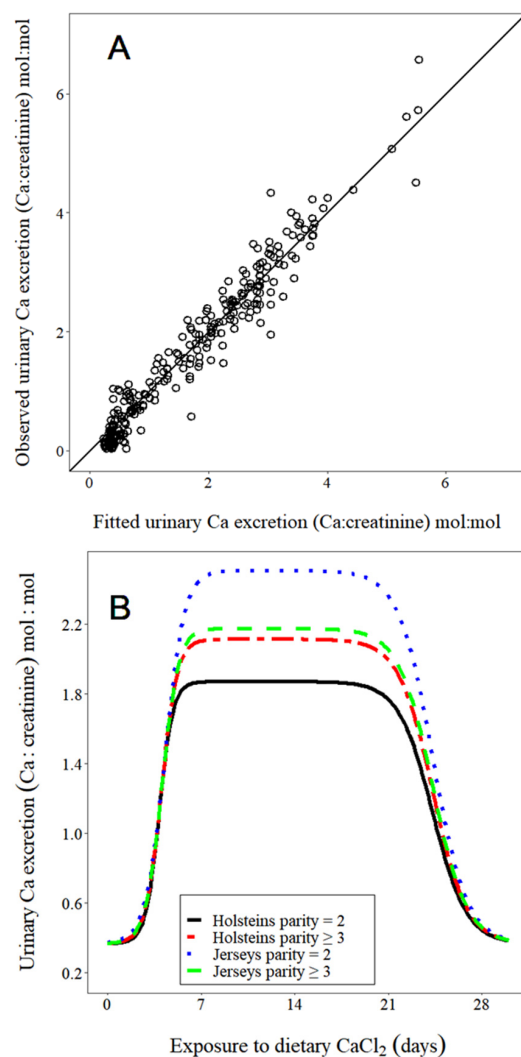 A
Observed urinary Ca excretion (Ca:creatinine) mol:mol
6
4
2
0
0 2 4 6
Fitted urinary Ca excretion (Ca:creatinine) mol:mol
B
Urinary Ca excretion (Ca : creatinine) mol : mol
2.2
1.8
1.4
1.0
0.6
0.2
Holsteins parity = 2
Holsteins parity ≥ 3
Jerseys parity = 2
Jerseys parity ≥ 3
0 7 14 21 28
Exposure to dietary CaCl₂ (days)